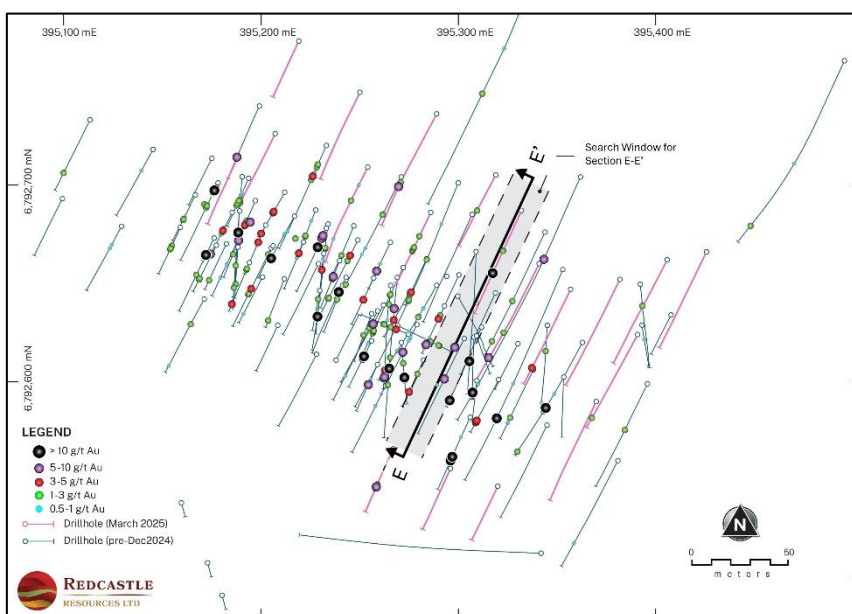 395,100 mE
395,200 mE
395,300 mE
395,400 mE
6,792,700 mN
6,792,600 mN
E'
Search Window for
Section E-E'
E
LEGEND
> 10 g/t Au
5-10 g/t Au
3-5 g/t Au
1-3 g/t Au
0.5-1 g/t Au
Drillhole (March 2025)
Drillhole (pre-Dec2024)
N
0 50
meters
REDCASTLE
RESOURCES LTD